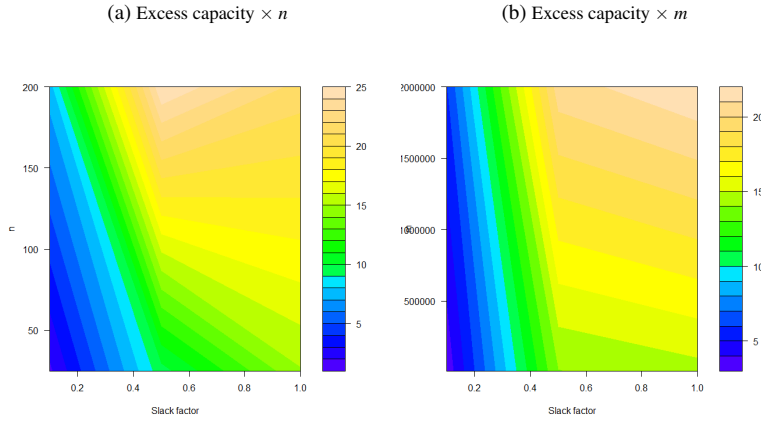 (a) Excess capacity × n
(b) Excess capacity × m
200
150
100
50
n
0.2 0.4 0.6 0.8 1.0
Slack factor
25
20
15
10
5
2000000
1500000
1000000
500000
0.2 0.4 0.6 0.8 1.0
Slack factor
20
15
10
5